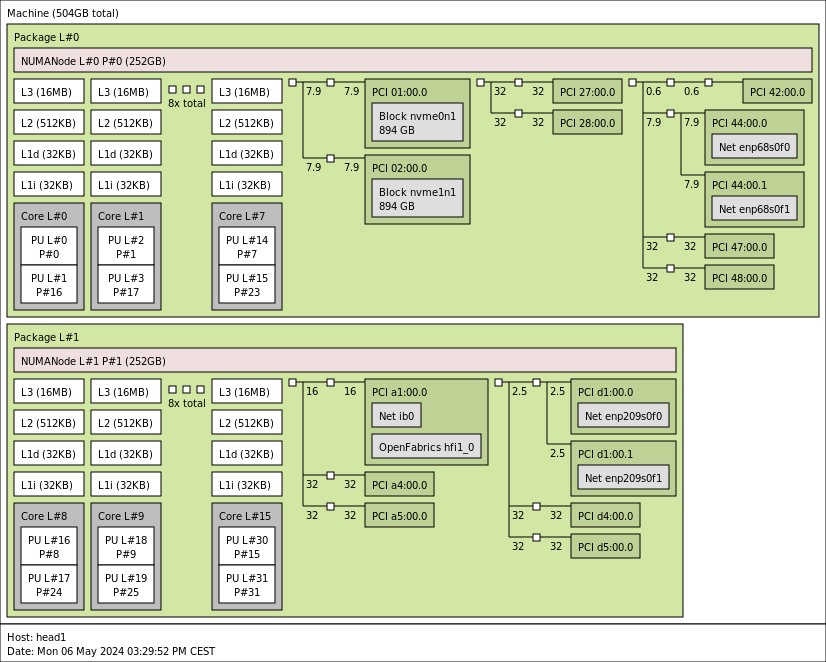 Machine (504GB total)
Package L#0
NUMANode L#0 P#0 (252GB)
L3 (16MB) L3 (16MB) 8x total L3 (16MB)
L2 (512KB) L2 (512KB) L2 (512KB)
L1d (32KB) L1d (32KB) L1d (32KB)
L1i (32KB) L1i (32KB) L1i (32KB)
Core L#0 Core L#1 Core L#7
PU L#0 PU L#2 PU L#14
P#0 P#1 P#7
PU L#1 PU L#3 PU L#15
P#16 P#17 P#23
7.9 7.9 PCI 01:00.0
Block nvme0n1
894 GB
7.9 7.9 PCI 02:00.0
Block nvme1n1
894 GB
32 32 PCI 27:00.0
32 32 PCI 28:00.0
0.6 0.6 PCI 42:00.0
7.9 7.9 PCI 44:00.0
Net enp68s0f0
7.9 PCI 44:00.1
Net enp68s0f1
32 32 PCI 47:00.0
32 32 PCI 48:00.0
Package L#1
NUMANode L#1 P#1 (252GB)
L3 (16MB) L3 (16MB) 8x total L3 (16MB)
L2 (512KB) L2 (512KB) L2 (512KB)
L1d (32KB) L1d (32KB) L1d (32KB)
L1i (32KB) L1i (32KB) L1i (32KB)
Core L#8 Core L#9 Core L#15
PU L#16 PU L#18 PU L#30
P#8 P#9 P#15
PU L#17 PU L#19 PU L#31
P#24 P#25 P#31
16 16 PCI a1:00.0
Net ib0
OpenFabrics hfi1_0
32 32 PCI a4:00.0
32 32 PCI a5:00.0
2.5 2.5 PCI d1:00.0
Net enp209s0f0
2.5 PCI d1:00.1
Net enp209s0f1
32 32 PCI d4:00.0
32 32 PCI d5:00.0
Host: head1
Date: Mon 06 May 2024 03:29:52 PM CEST